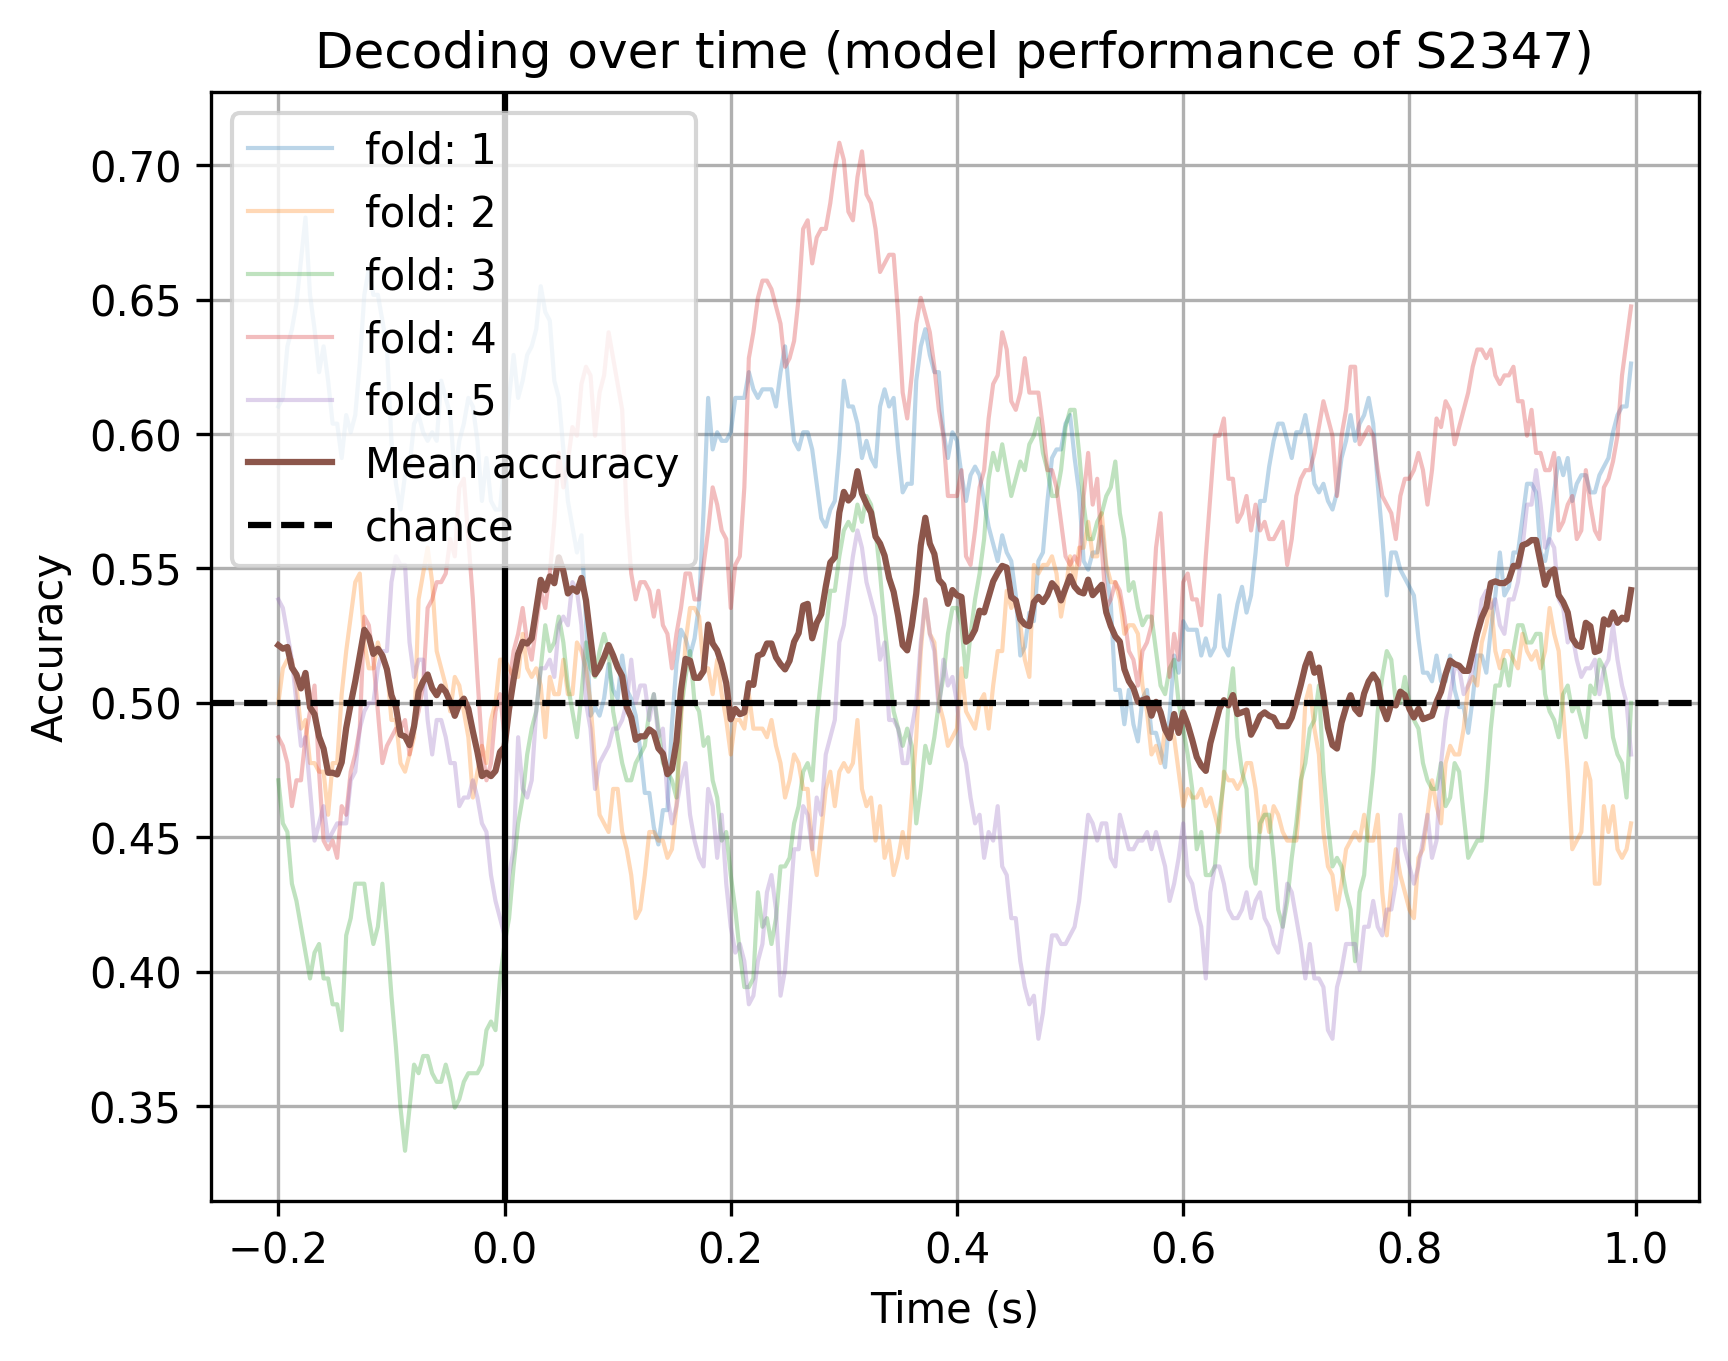 Decoding over time (model performance of S2347)
fold: 1
fold: 2
fold: 3
fold: 4
fold: 5
Mean accuracy
chance
Accuracy
0.70
0.65
0.60
0.55
0.50
0.45
0.40
0.35
−0.2 0.0 0.2 0.4 0.6 0.8 1.0
Time (s)